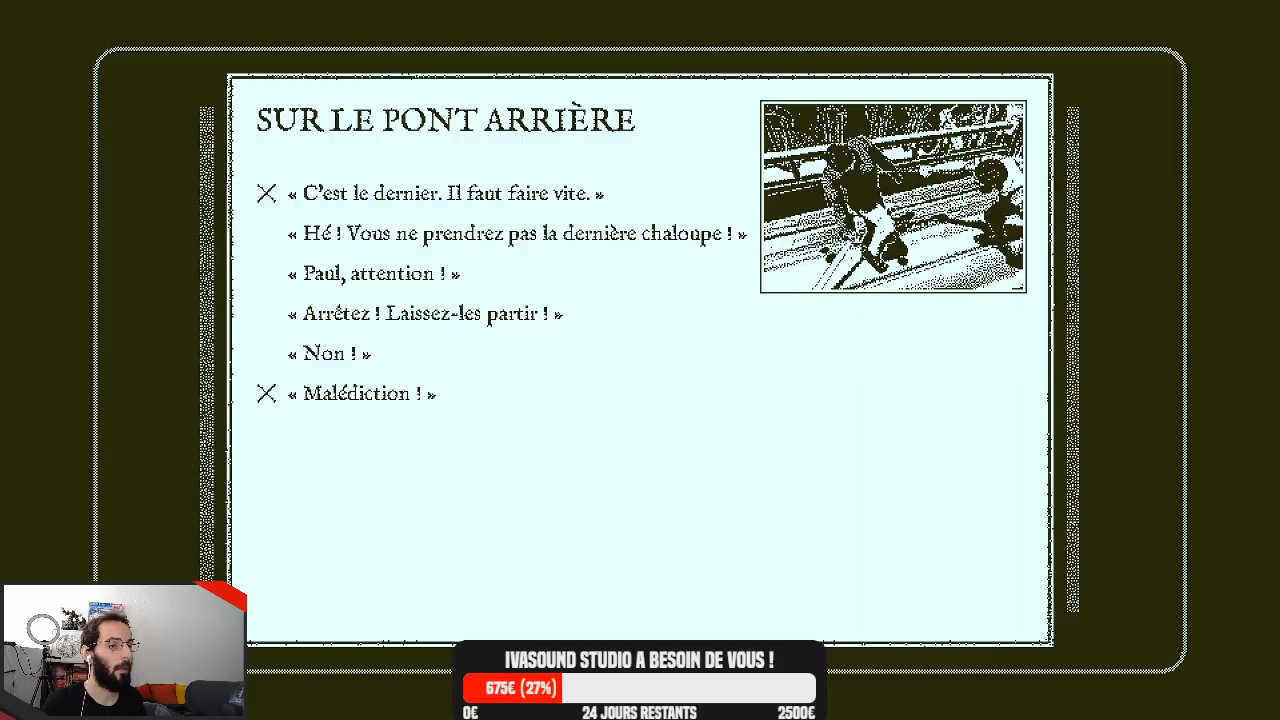 SUR LE PONT ARRIÈRE
« C'est le dernier. Il faut faire vite. »
« Hé ! Vous ne prendrez pas la dernière chaloupe ! »
« Paul, attention ! »
« Arrêtez ! Laissez-les partir ! »
« Non ! »
« Malédiction ! »
IVASOUND STUDIO A BESOIN DE VOUS !
675€ (27%)
0€ 24 JOURS RESTANTS 2500€